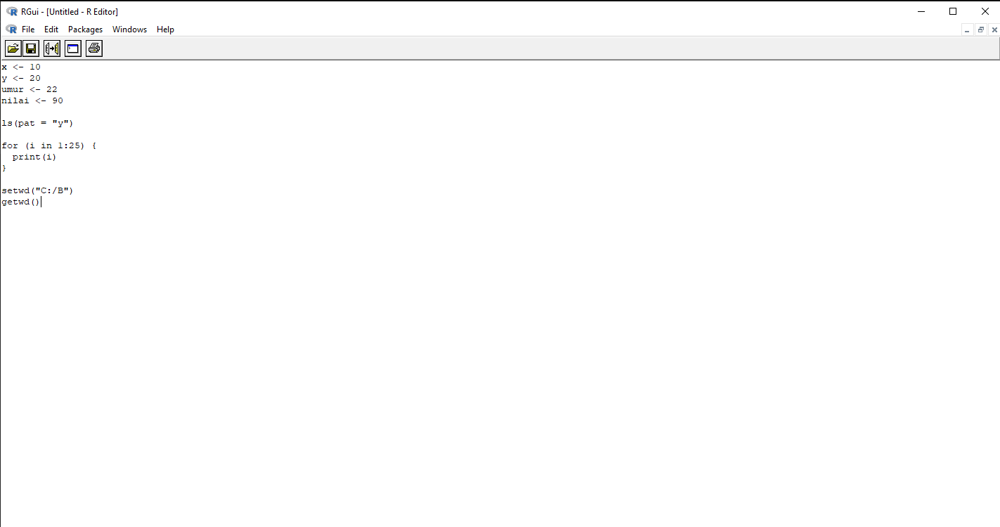 RGui - [Untitled - R Editor]
File Edit Packages Windows Help
x <- 10
y <- 20
umur <- 22
nilai <- 90
ls(pat = "y")
for (i in 1:25) {
  print(i)
}
setwd("C:/B")
getwd()